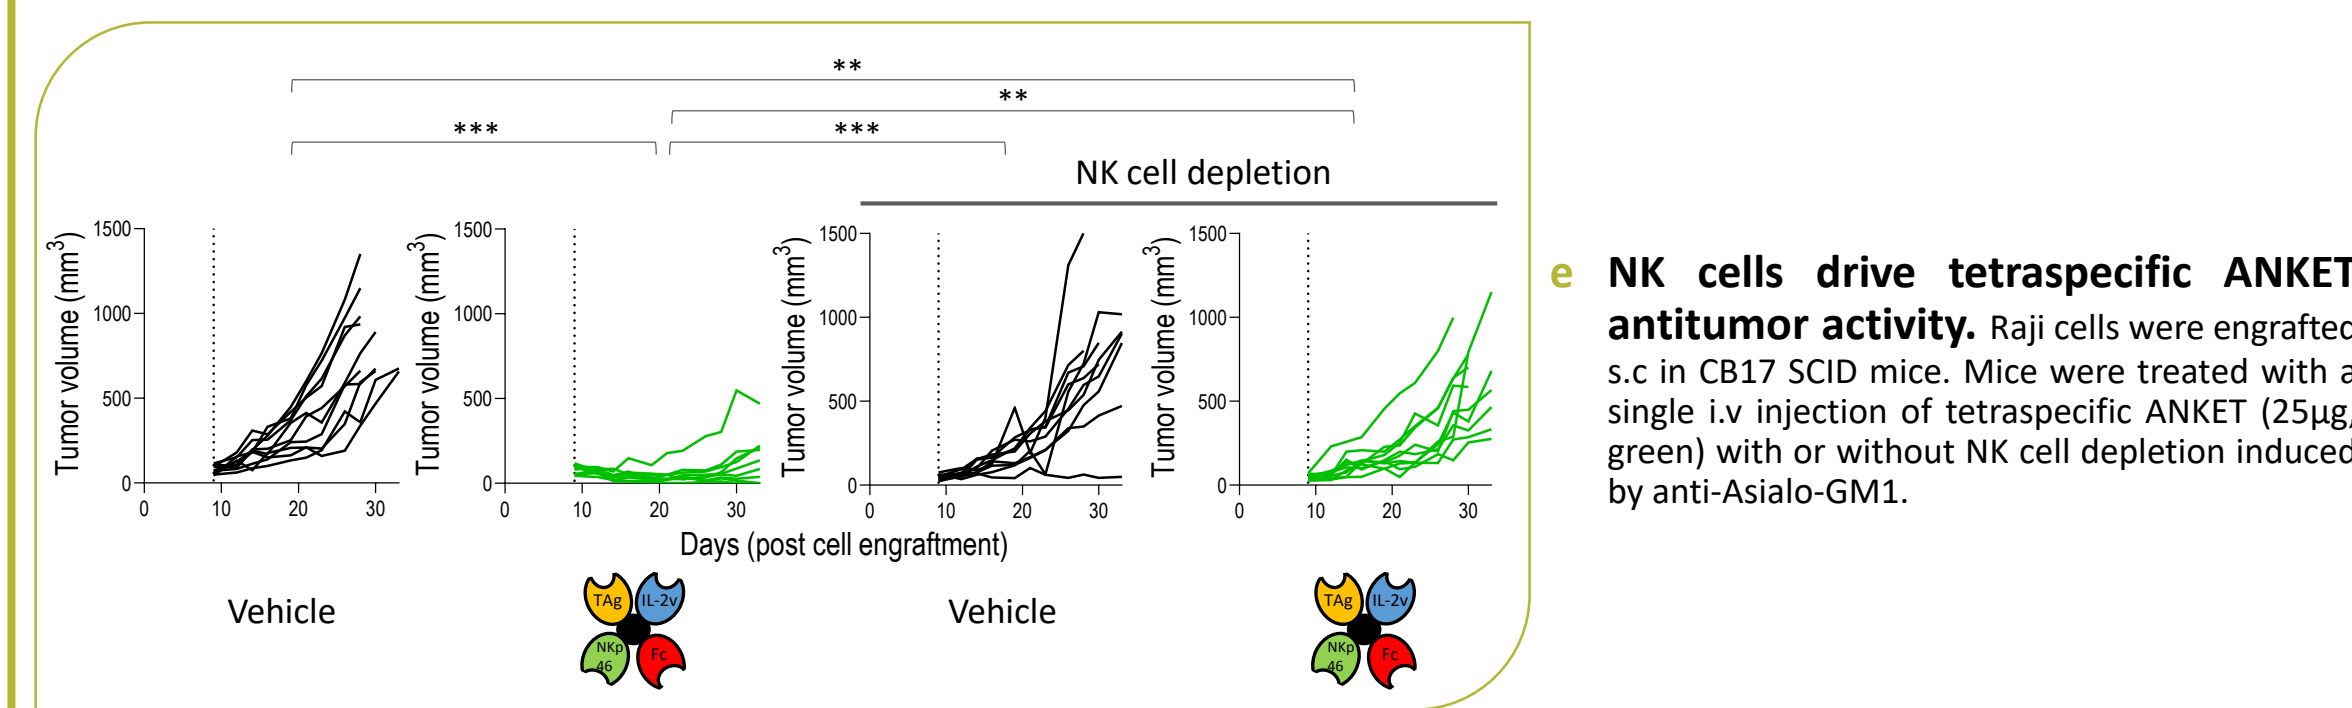 **
**
***
***
NK cell depletion
Tumor volume (mm³)
1500
1000
500
0
0
10
20
30
Tumor volume (mm³)
1500
1000
500
0
0
10
20
30
Tumor volume (mm³)
1500
1000
500
0
0
10
20
30
Tumor volume (mm³)
1500
1000
500
0
0
10
20
30
Days (post cell engraftment)
Vehicle
TAg
IL-2v
NKp
46
Fc
Vehicle
TAg
IL-2v
NKp
46
Fc
e NK cells drive tetraspecific ANKET
antitumor activity. Raji cells were engrafted
s.c in CB17 SCID mice. Mice were treated with a
single i.v injection of tetraspecific ANKET (25µg,
green) with or without NK cell depletion induced
by anti-Asialo-GM1.